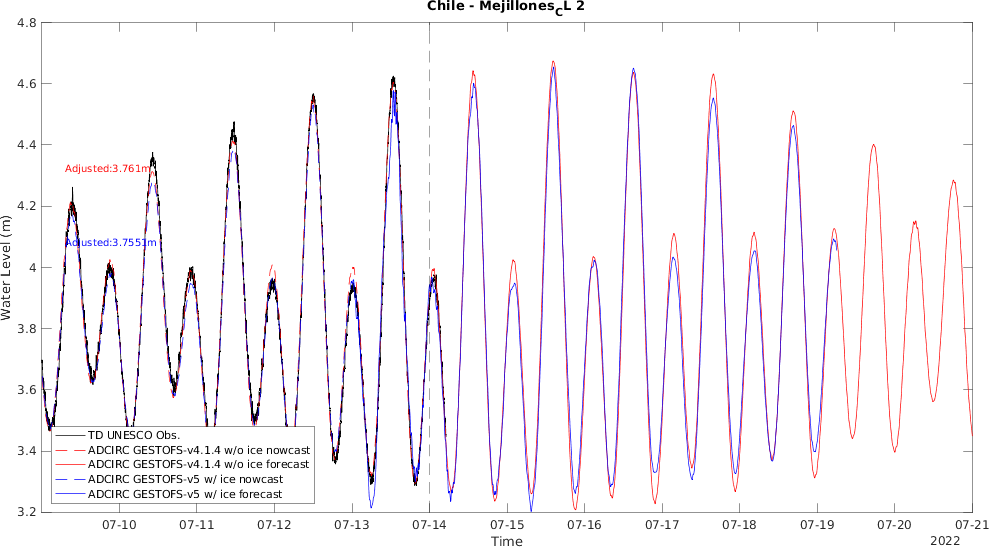 Chile - Mejillones_CL 2
4.8
4.6
4.4
4.2
4
3.8
3.6
3.4
3.2
Water Level (m)
Adjusted:3.761m
Adjusted:3.7551m
TD UNESCO Obs.
ADCIRC GESTOFS-v4.1.4 w/o ice nowcast
ADCIRC GESTOFS-v4.1.4 w/o ice forecast
ADCIRC GESTOFS-v5 w/ ice nowcast
ADCIRC GESTOFS-v5 w/ ice forecast
07-10 07-11 07-12 07-13 07-14 07-15 07-16 07-17 07-18 07-19 07-20 07-21
Time
2022